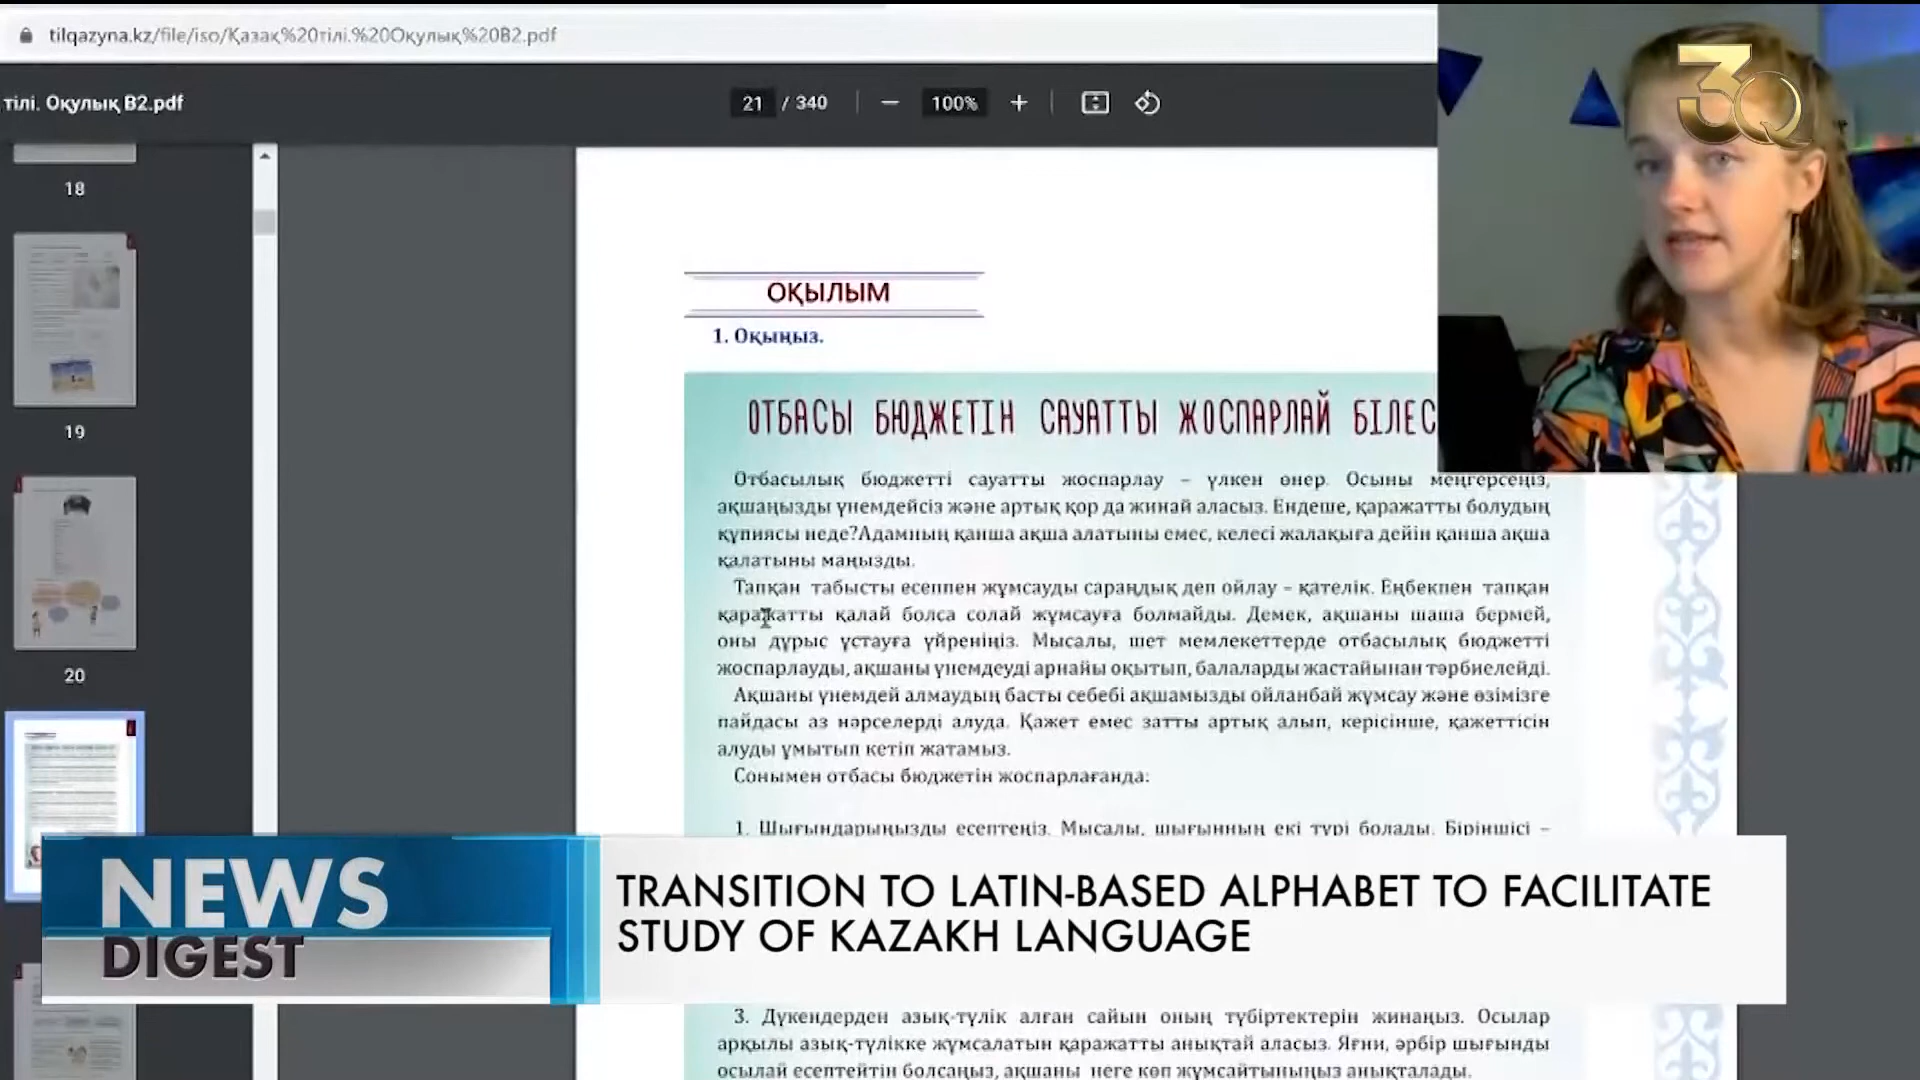 tilqazyna.kz/file/iso/Қазақ%20тілі.%20Оқулық%20B2.pdf
тілі. Оқулық B2.pdf
21 / 340
100%
3Q
18
19
20
ОҚЫЛЫМ
1. Оқыңыз.
ОТБАСЫ БЮДЖЕТІН САУАТТЫ ЖОСПАРЛАЙ БІЛЕС
Отбасылық бюджетті сауатты жоспарлау – үлкен өнер. Осыны меңгерсеңіз,
ақшаңызды үнемдейсіз және артық қор да жинай аласыз. Ендеше, қаражатты болудың
құпиясы неде?Адамның қанша ақша алатыны емес, келесі жалақыға дейін қанша ақша
қалатыны маңызды.
Тапқан табысты есеппен жұмсауды сараңдық деп ойлау – қателік. Еңбекпен тапқан
қаражатты қалай болса солай жұмсауға болмайды. Демек, ақшаны шаша бермей,
оны дұрыс ұстауға үйреніңіз. Мысалы, шет мемлекеттерде отбасылық бюджетті
жоспарлауды, ақшаны үнемдеуді арнайы оқытып, балаларды жастайынан тәрбиелейді.
Ақшаны үнемдей алмаудың басты себебі ақшамызды ойланбай жұмсау және өзімізге
пайдасы аз нәрселерді алуда. Қажет емес затты артық алып, керісінше, қажеттісін
алуды ұмытып кетіп жатамыз.
Сонымен отбасы бюджетін жоспарлағанда:
1. Шығындарыңызды есептеңіз. Мысалы, шығынның екі түрі болады. Біріншісі –
NEWS
DIGEST
TRANSITION TO LATIN-BASED ALPHABET TO FACILITATE
STUDY OF KAZAKH LANGUAGE
3. Дүкендерден азық-түлік алған сайын оның түбіртектерін жинаңыз. Осылар
арқылы азық-түлікке жұмсалатын қаражатты анықтай аласыз. Яғни, әрбір шығынды
осылай есептейтін болсаңыз, ақшаны неге көп жұмсайтыныңыз анықталады.